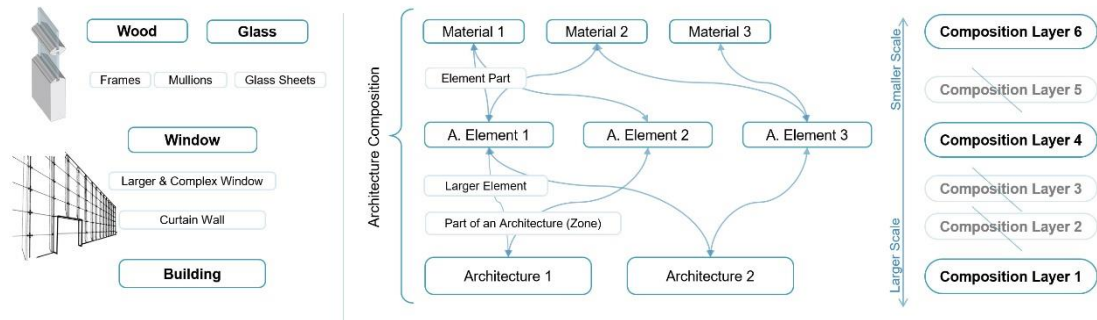 Wood
Glass
Frames
Mullions
Glass Sheets
Window
Larger & Complex Window
Curtain Wall
Building
Architecture Composition
Material 1
Material 2
Material 3
Element Part
A. Element 1
A. Element 2
A. Element 3
Larger Element
Part of an Architecture (Zone)
Architecture 1
Architecture 2
Smaller Scale
Larger Scale
Composition Layer 6
Composition Layer 5
Composition Layer 4
Composition Layer 3
Composition Layer 2
Composition Layer 1